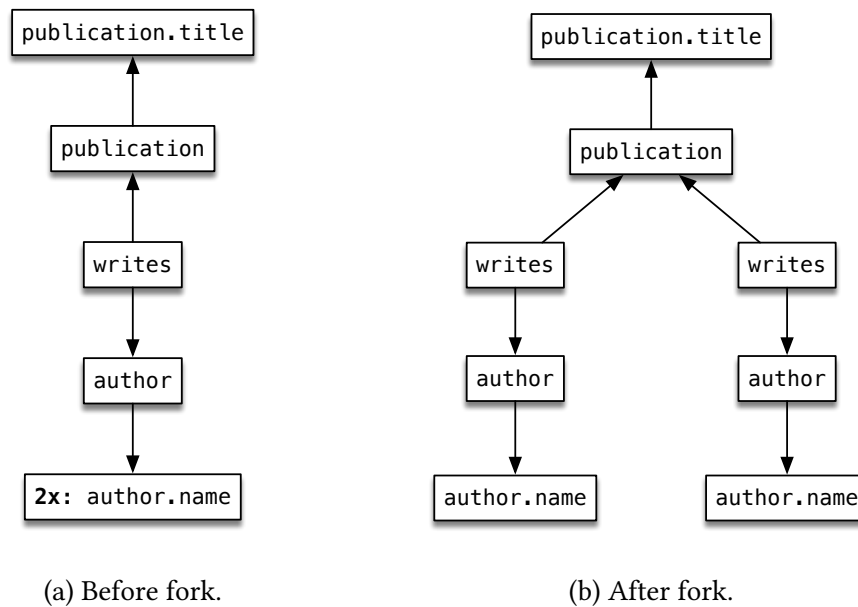 publication.title
publication
writes
author
2x: author.name
(a) Before fork.
publication.title
publication
writes writes
author author
author.name author.name
(b) After fork.